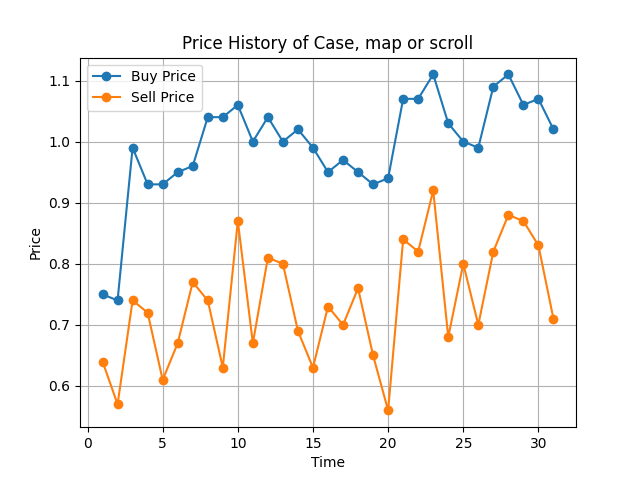 Price History of Case, map or scroll
Buy Price
Sell Price
1.1
1.0
0.9
0.8
0.7
0.6
Price
0 5 10 15 20 25 30
Time